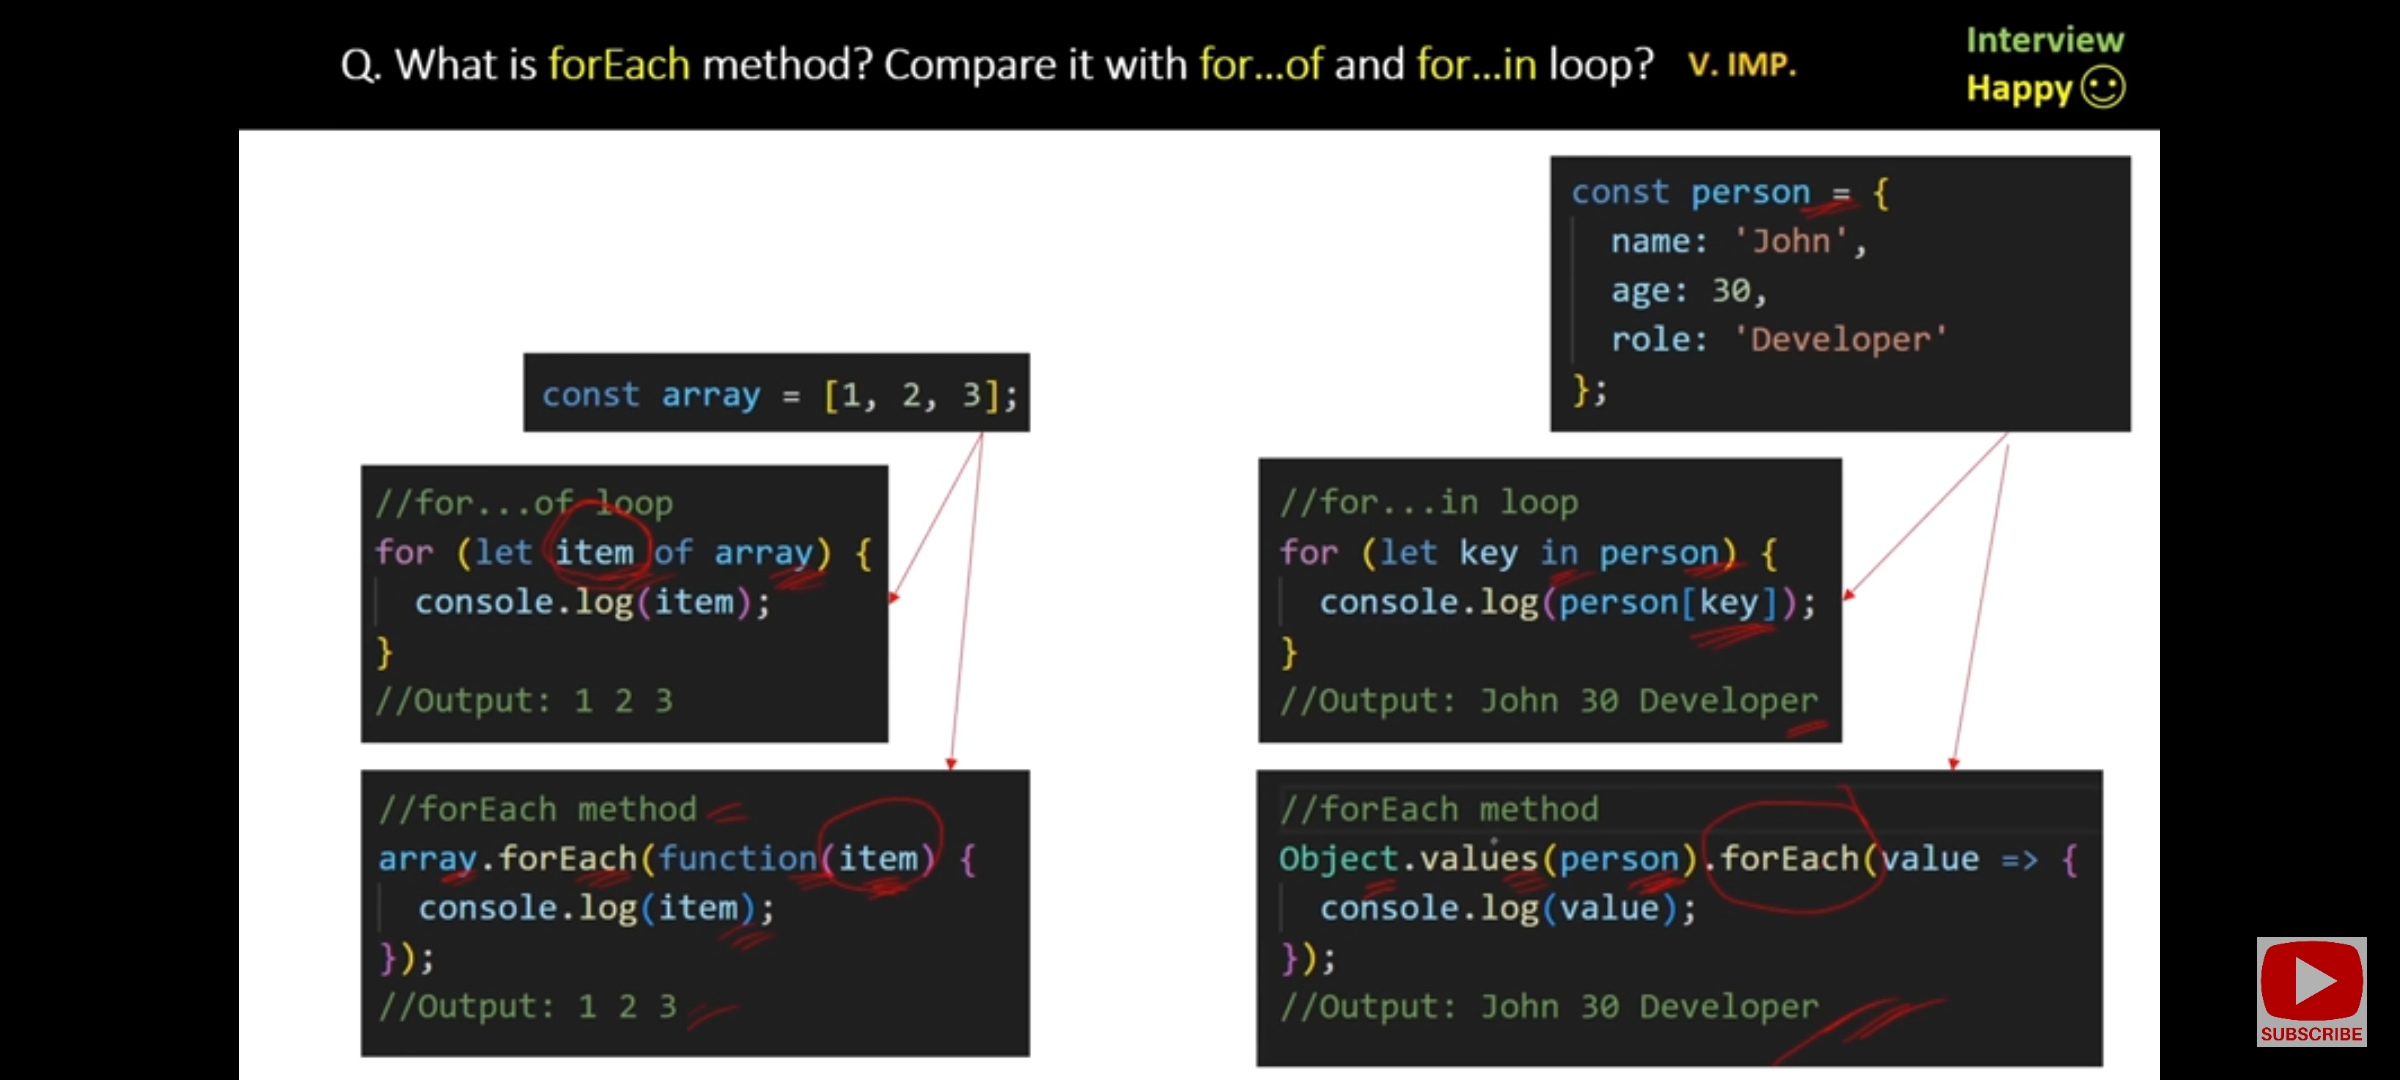 Q. What is forEach method? Compare it with for...of and for...in loop? V. IMP.
Interview
Happy
const person = {
name: 'John',
age: 30,
role: 'Developer'
};
const array = [1, 2, 3];
//for...of loop
for (let item of array) {
console.log(item);
}
//Output: 1 2 3
//for...in loop
for (let key in person) {
console.log(person[key]);
}
//Output: John 30 Developer
//forEach method
array.forEach(function(item) {
console.log(item);
});
//Output: 1 2 3
//forEach method
Object.values(person).forEach(value => {
console.log(value);
});
//Output: John 30 Developer
SUBSCRIBE